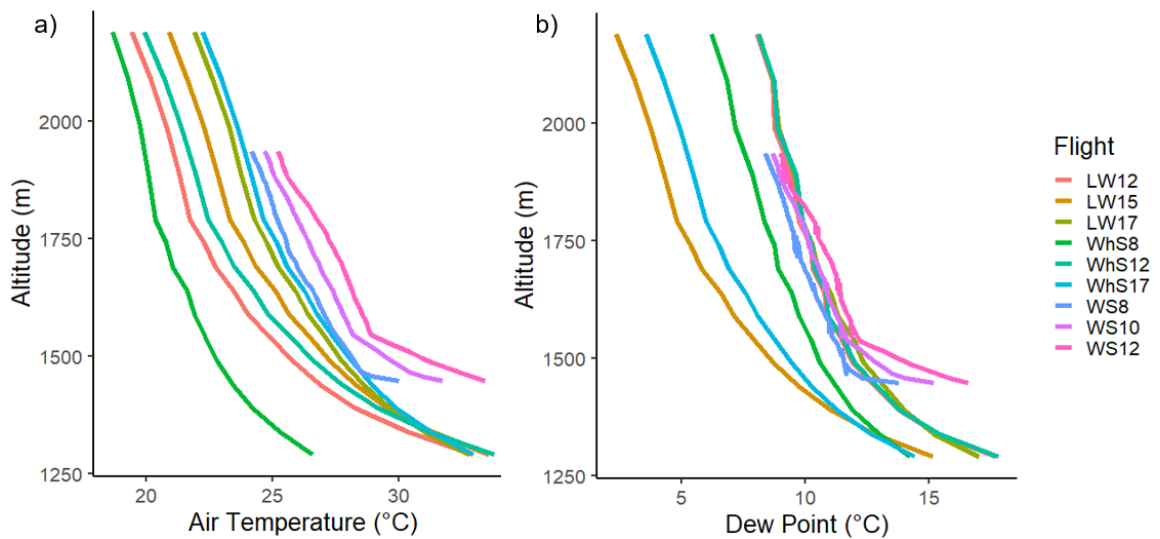 a)
Altitude (m)
2000
1750
1500
1250
20
25
30
Air Temperature (°C)
b)
Altitude (m)
2000
1750
1500
1250
5
10
15
Dew Point (°C)
Flight
LW12
LW15
LW17
WhS8
WhS12
WhS17
WS8
WS10
WS12